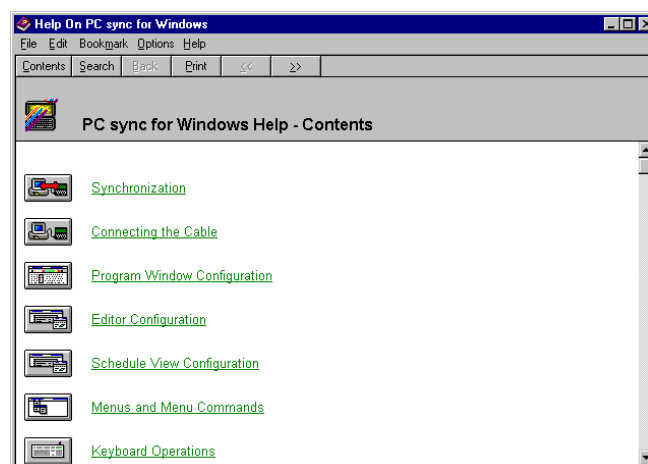 Help On PC sync for Windows
File Edit Bookmark Options Help
Contents Search Back Print << >>
PC sync for Windows Help - Contents
Synchronization
Connecting the Cable
Program Window Configuration
Editor Configuration
Schedule View Configuration
Menus and Menu Commands
Keyboard Operations